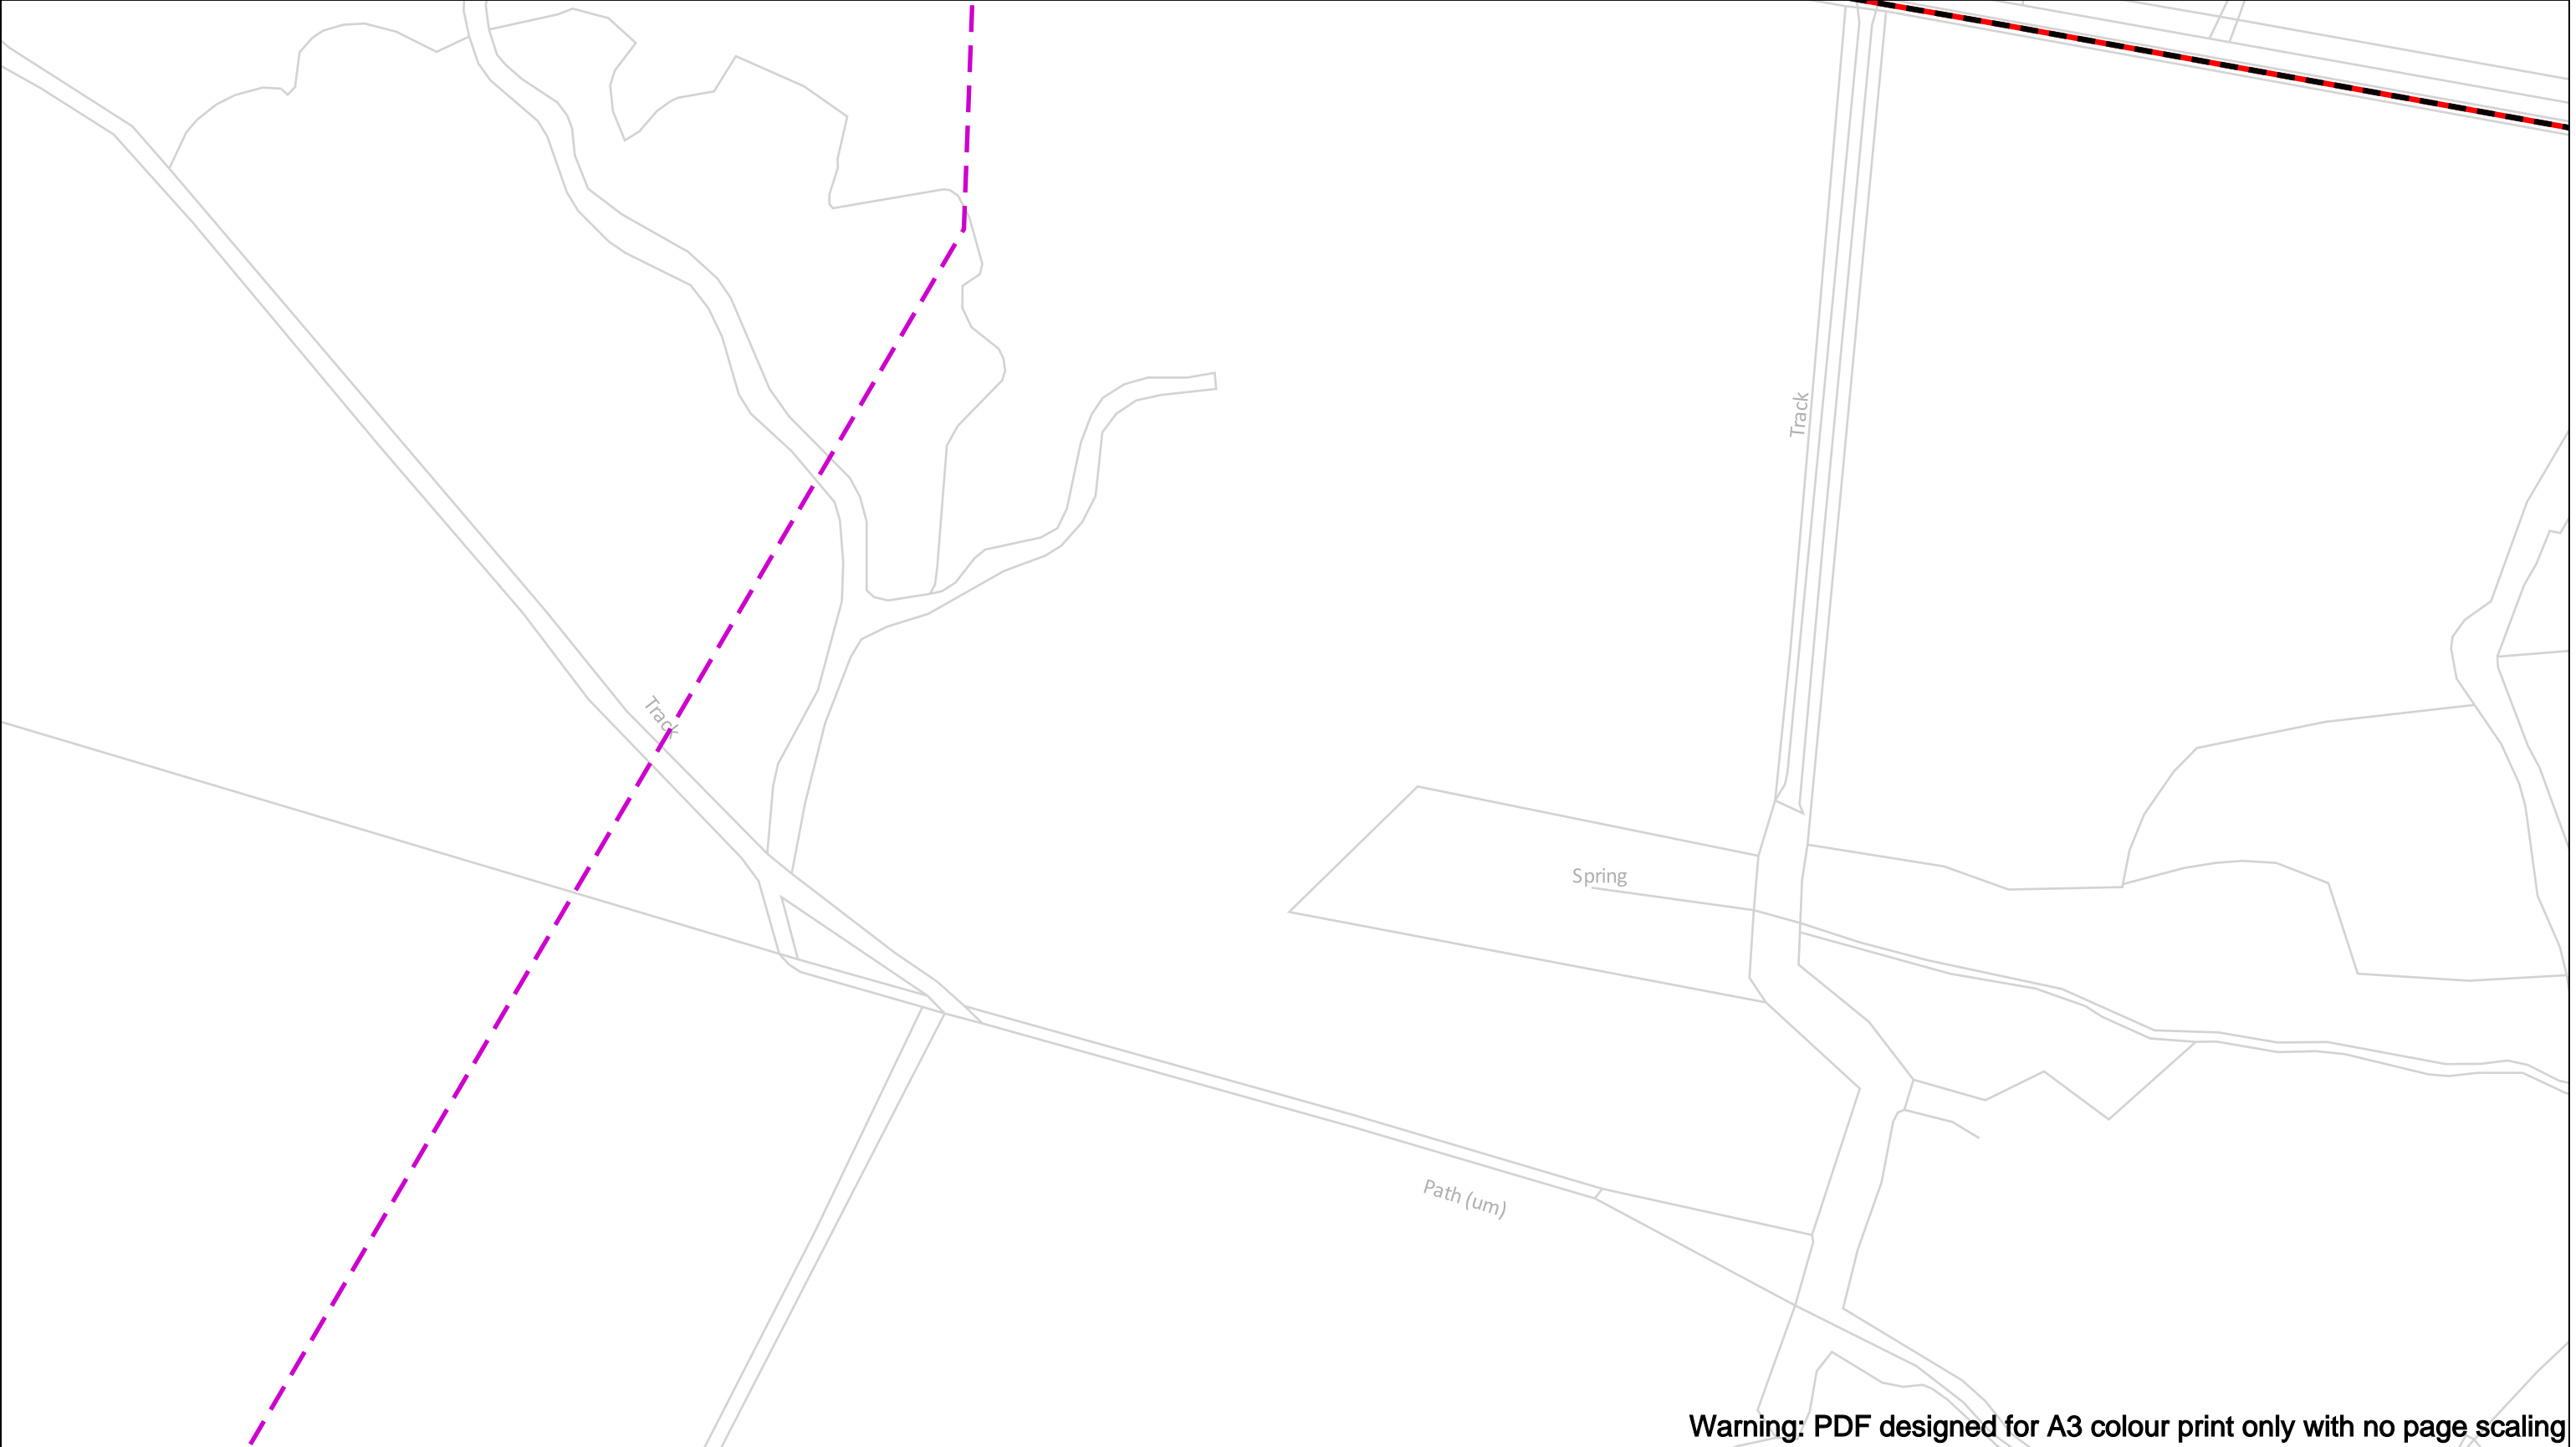 Track
Track
Spring
Path (um)
Warning: PDF designed for A3 colour print only with no page scaling